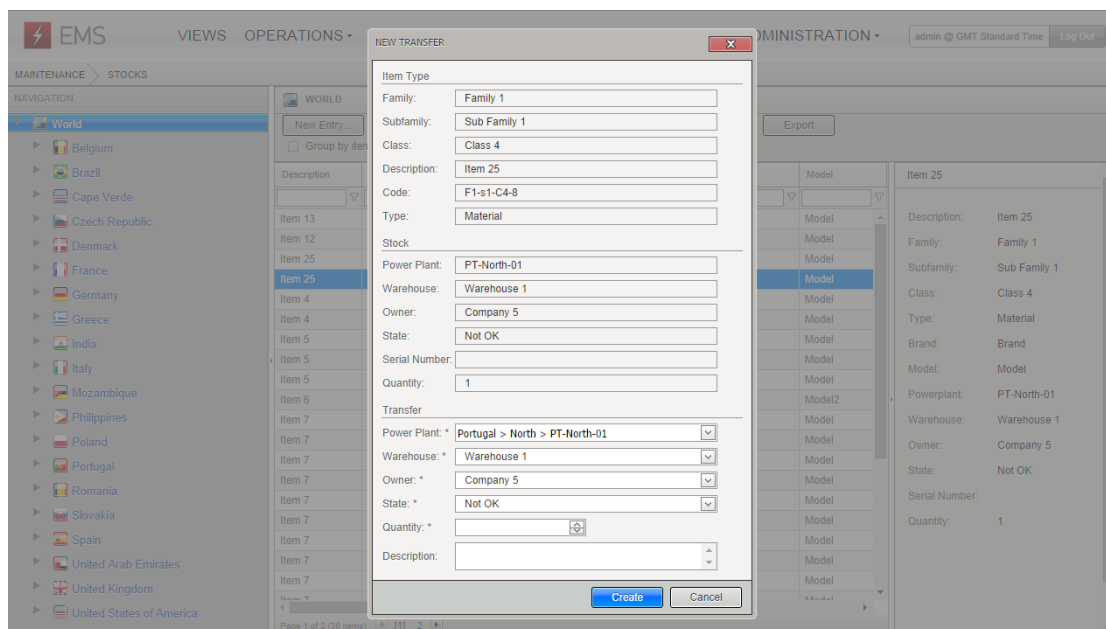 EMS
VIEWS OPERATIONS
admin @ GMT Standard Time Log Out
MAINTENANCE STOCKS
NAVIGATION
World
Belgium
Brazil
Cape Verde
Czech Republic
Denmark
France
Germany
Greece
India
Italy
Mozambique
Philippines
Poland
Portugal
Romania
Slovakia
Spain
United Arab Emirates
United Kingdom
United States of America
WORLD
New Entry...
Export
Description
Model
Item 13 Model
Item 12 Model
Item 25 Model
Item 25 Model
Item 4 Model
Item 4 Model
Item 5 Model
Item 5 Model
Item 5 Model
Item 6 Model2
Item 7 Model
Item 7 Model
Item 7 Model
Item 7 Model
Item 7 Model
Item 7 Model
Item 7 Model
Item 7 Model
Item 7 Model
Page 1 of 2 (38 items) [1] 2
NEW TRANSFER
Item Type
Family: Family 1
Subfamily: Sub Family 1
Class: Class 4
Description: Item 25
Code: F1-s1-C4-8
Type: Material
Stock
Power Plant: PT-North-01
Warehouse: Warehouse 1
Owner: Company 5
State: Not OK
Serial Number:
Quantity: 1
Transfer
Power Plant: * Portugal > North > PT-North-01
Warehouse: * Warehouse 1
Owner: * Company 5
State: * Not OK
Quantity: *
Description:
Create Cancel
Item 25
Description: Item 25
Family: Family 1
Subfamily: Sub Family 1
Class: Class 4
Type: Material
Brand: Brand
Model: Model
Powerplant: PT-North-01
Warehouse: Warehouse 1
Owner: Company 5
State: Not OK
Serial Number:
Quantity: 1